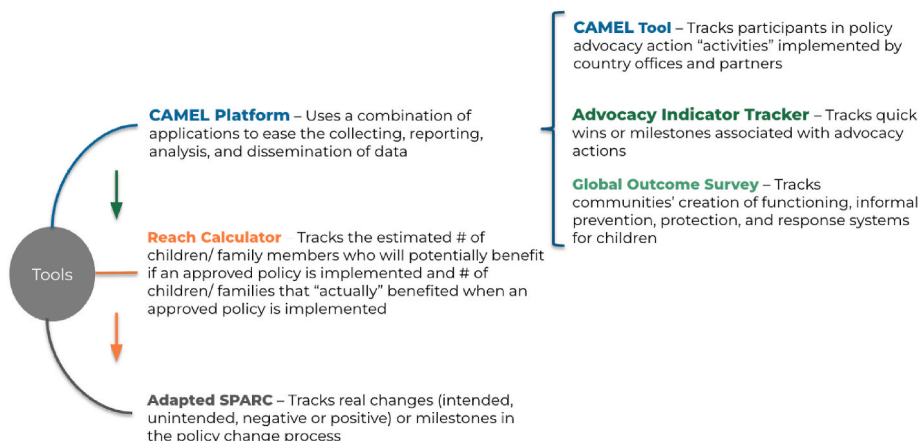 Tools
CAMEL Platform – Uses a combination of
applications to ease the collecting, reporting,
analysis, and dissemination of data
CAMEL Tool – Tracks participants in policy
advocacy action “activities” implemented by
country offices and partners
Advocacy Indicator Tracker – Tracks quick
wins or milestones associated with advocacy
actions
Global Outcome Survey – Tracks
communities’ creation of functioning, informal
prevention, protection, and response systems
for children
Reach Calculator – Tracks the estimated # of
children/ family members who will potentially benefit
if an approved policy is implemented and # of
children/ families that “actually” benefited when an
approved policy is implemented
Adapted SPARC – Tracks real changes (intended,
unintended, negative or positive) or milestones in
the policy change process